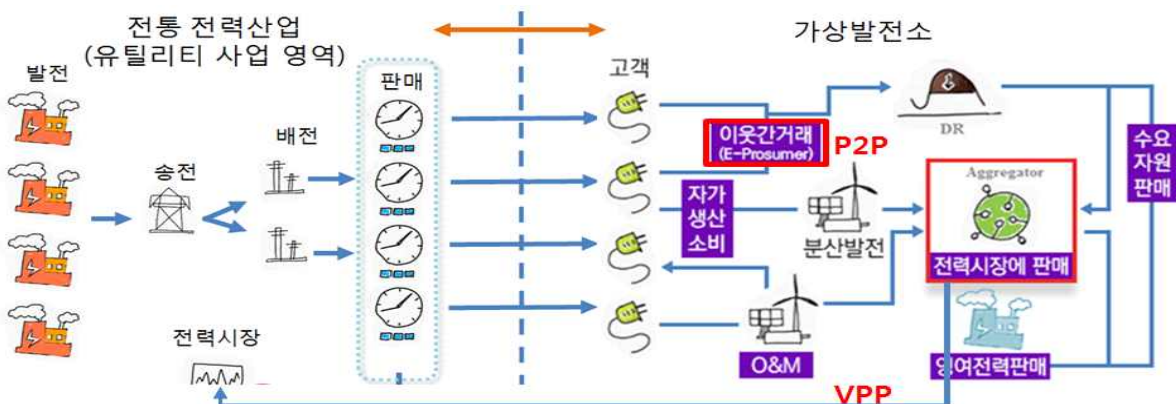 전통 전력산업
(유틸리티 사업 영역)
가상발전소
발전
송전
배전
판매
전력시장
고객
이웃간거래
(E-Prosumer)
P2P
DR
수요
자원
판매
자가
생산
소비
분산발전
Aggregator
전력시장에 판매
O&M
잉여전력판매
VPP